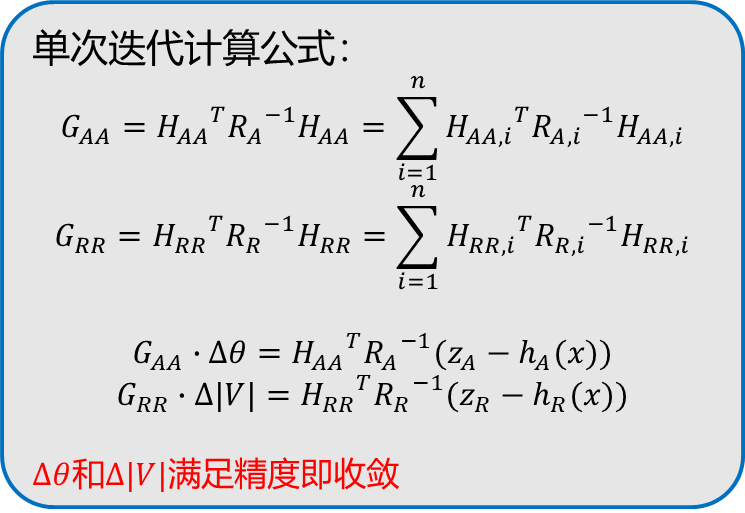 单次迭代计算公式：
$G_{AA} = {H_{AA}}^T {R_A}^{-1} H_{AA} = \sum_{i=1}^{n} {H_{AA,i}}^T {R_{A,i}}^{-1} H_{AA,i}$
$G_{RR} = {H_{RR}}^T {R_R}^{-1} H_{RR} = \sum_{i=1}^{n} {H_{RR,i}}^T {R_{R,i}}^{-1} H_{RR,i}$
$G_{AA} \cdot \Delta\theta = {H_{AA}}^T {R_A}^{-1} (z_A - h_A(x))$
$G_{RR} \cdot \Delta|V| = {H_{RR}}^T {R_R}^{-1} (z_R - h_R(x))$
Δθ和Δ|V|满足精度即收敛